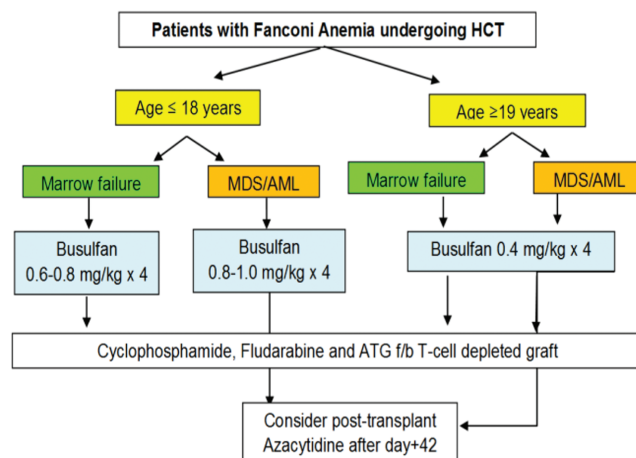 Patients with Fanconi Anemia undergoing HCT
Age ≤ 18 years
Age ≥19 years
Marrow failure
MDS/AML
Marrow failure
MDS/AML
Busulfan
0.6-0.8 mg/kg x 4
Busulfan
0.8-1.0 mg/kg x 4
Busulfan 0.4 mg/kg x 4
Cyclophosphamide, Fludarabine and ATG f/b T-cell depleted graft
Consider post-transplant
Azacytidine after day+42